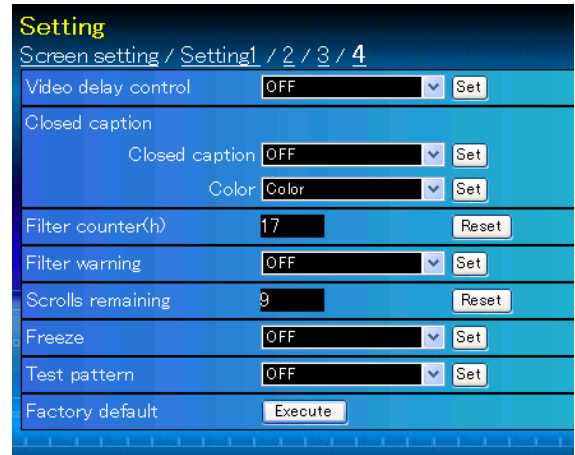 Setting
Screen setting / Setting1 / 2 / 3 / 4
Video delay control OFF Set
Closed caption
Closed caption OFF Set
Color Color Set
Filter counter(h) 17 Reset
Filter warning OFF Set
Scrolls remaining 9 Reset
Freeze OFF Set
Test pattern OFF Set
Factory default Execute